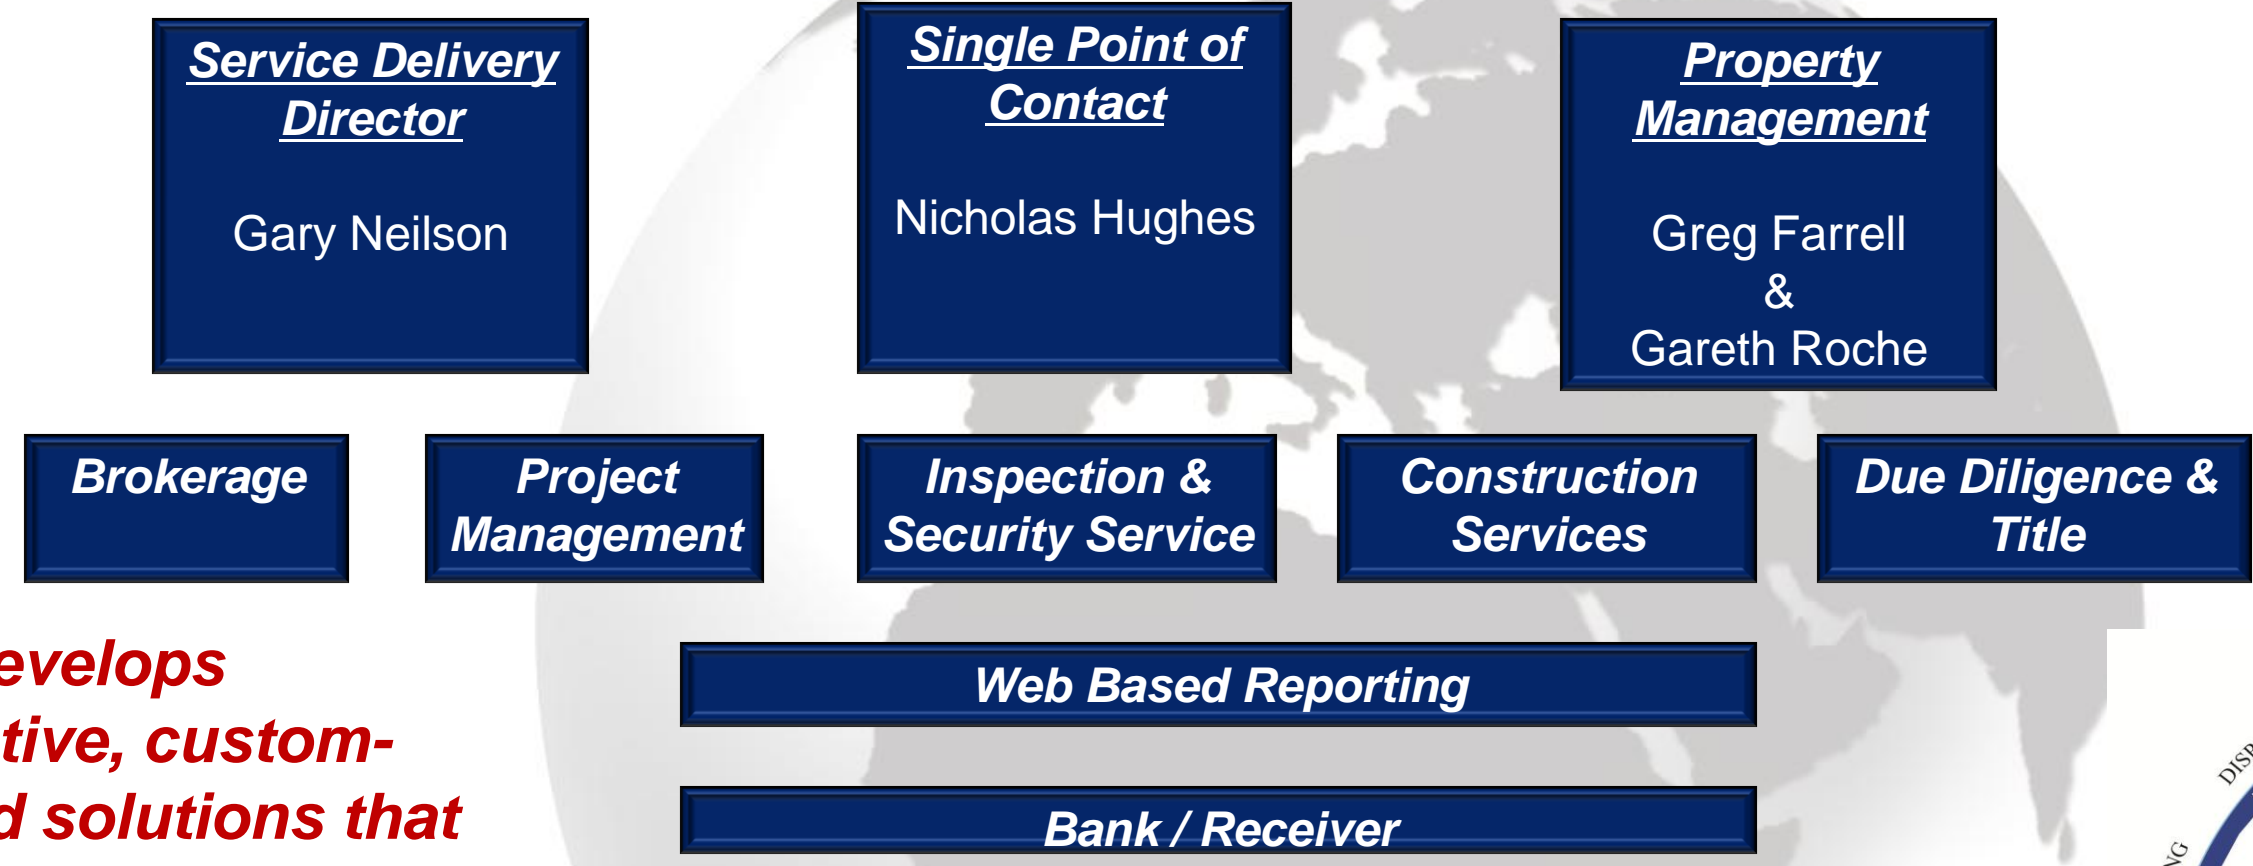 Service Delivery
Director
Gary Neilson
Single Point of
Contact
Nicholas Hughes
Property
Management
Greg Farrell
&
Gareth Roche
Brokerage
Project
Management
Inspection &
Security Service
Construction
Services
Due Diligence &
Title
evelops
tive, custom-
d solutions that
Web Based Reporting
Bank / Receiver